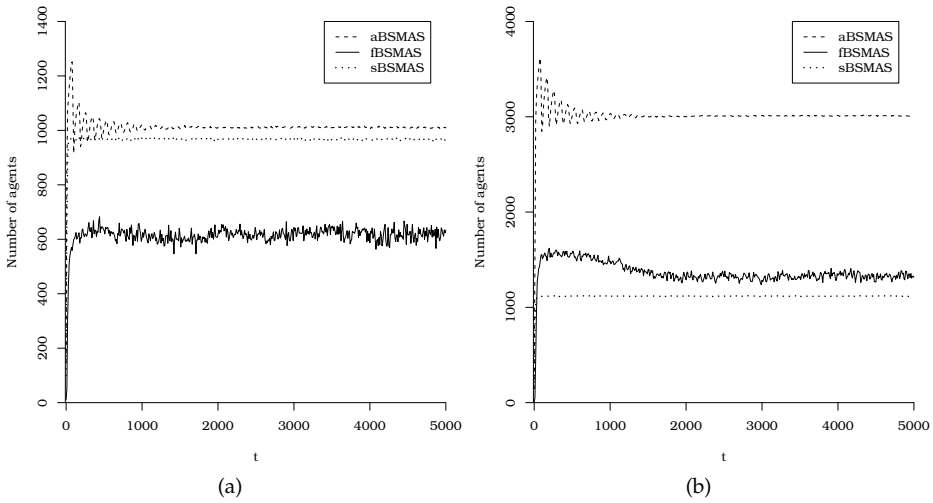 1400
1200
1000
800
600
400
200
0
Number of agents
aBSMAS
fBSMAS
sBSMAS
0 1000 2000 3000 4000 5000
t
(a)
4000
3000
2000
1000
0
Number of agents
aBSMAS
fBSMAS
sBSMAS
0 1000 2000 3000 4000 5000
t
(b)